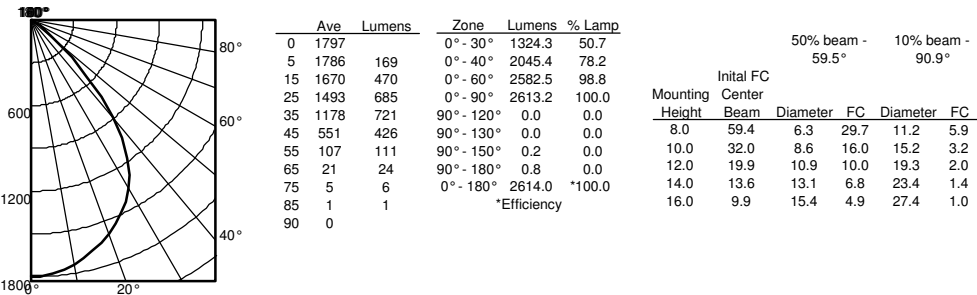 80°
600
60°
1200
40°
1800
0°
20°
Ave Lumens
0 1797
5 1786 169
15 1670 470
25 1493 685
35 1178 721
45 551 426
55 107 111
65 21 24
75 5 6
85 1 1
90 0
Zone Lumens % Lamp
0°- 30° 1324.3 50.7
0°- 40° 2045.4 78.2
0°- 60° 2582.5 98.8
0°- 90° 2613.2 100.0
90°- 120° 0.0 0.0
90°- 130° 0.0 0.0
90°- 150° 0.2 0.0
90°- 180° 0.8 0.0
0°- 180° 2614.0 *100.0
*Efficiency
50% beam - 10% beam -
59.5° 90.9°
Inital FC
Mounting Center
Height Beam Diameter FC Diameter FC
8.0 59.4 6.3 29.7 11.2 5.9
10.0 32.0 8.6 16.0 15.2 3.2
12.0 19.9 10.9 10.0 19.3 2.0
14.0 13.6 13.1 6.8 23.4 1.4
16.0 9.9 15.4 4.9 27.4 1.0